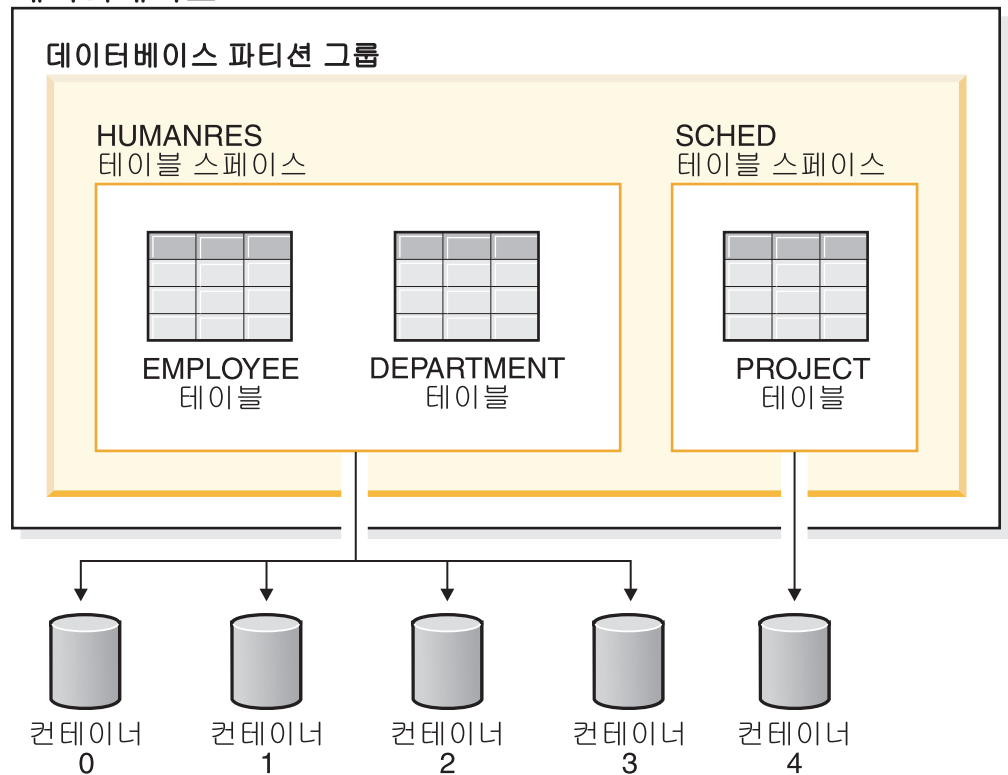 데이터베이스 파티션 그룹
HUMANRES
테이블 스페이스
SCHED
테이블 스페이스
EMPLOYEE
테이블
DEPARTMENT
테이블
PROJECT
테이블
컨테이너
0
컨테이너
1
컨테이너
2
컨테이너
3
컨테이너
4